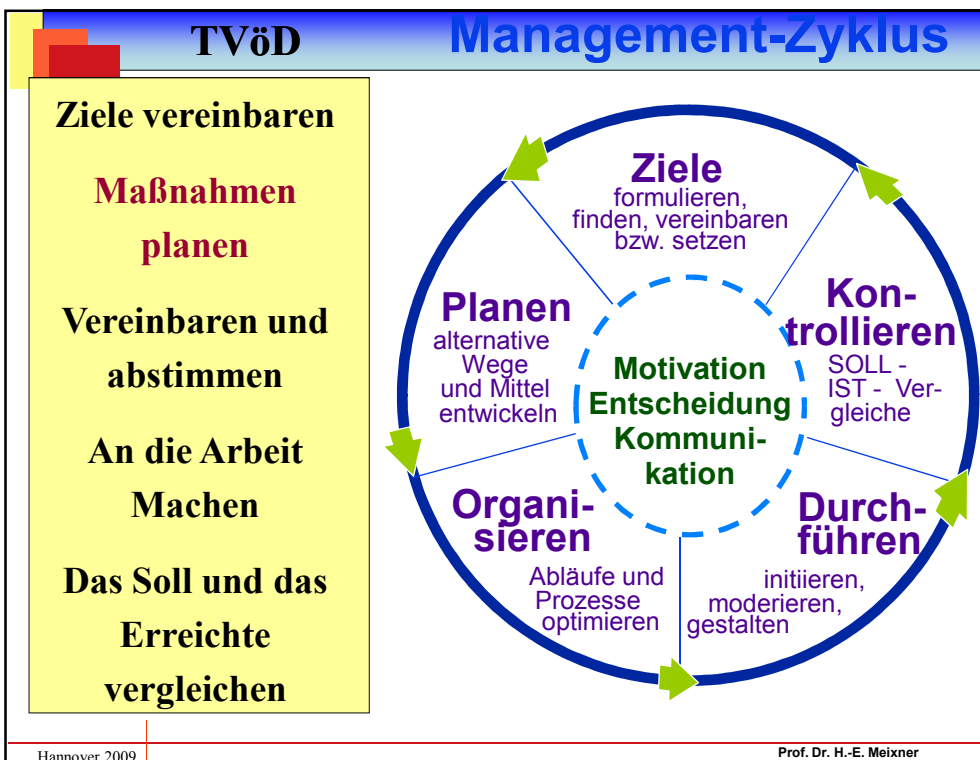 TVöD
Management-Zyklus
Ziele vereinbaren
Maßnahmen
planen
Vereinbaren und
abstimmen
An die Arbeit
Machen
Das Soll und das
Erreichte
vergleichen
Ziele
formulieren,
finden, vereinbaren
bzw. setzen
Planen
alternative
Wege
und Mittel
entwickeln
Organi-
sieren
Abläufe und
Prozesse
optimieren
Durch-
führen
initiieren,
moderieren,
gestalten
Kon-
trollieren
SOLL -
IST - Ver-
gleiche
Motivation
Entscheidung
Kommuni-
kation
Hannover 2009
Prof. Dr. H.-E. Meixner